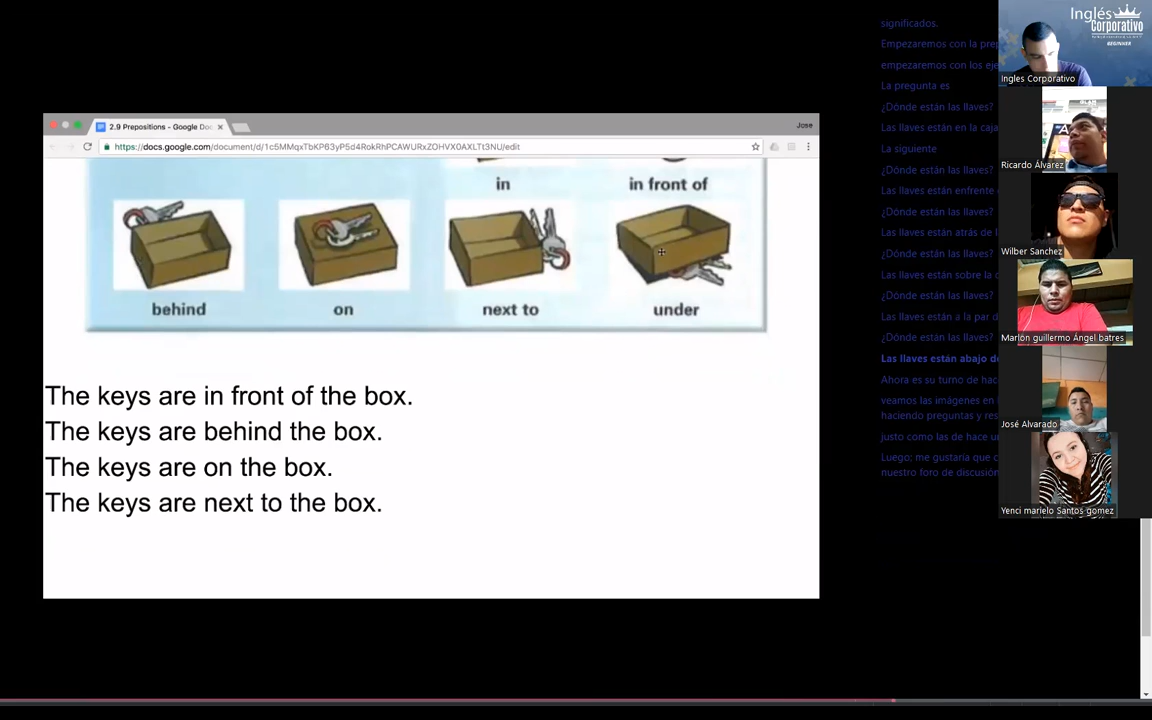 2.9 Prepositions - Google Doc
Jose
https://docs.google.com/document/d/1c5MMqxTbKP63yP5d4RokRhPCAWURxZOHVX0AXLTt3NU/edit
in
in front of
behind
on
next to
under
The keys are in front of the box.
The keys are behind the box.
The keys are on the box.
The keys are next to the box.
significados.
Empezaremos con la pre
empezaremos con los eje
La pregunta es
¿Dónde están las llaves?
Las llaves están en la caja
La siguiente
¿Dónde están las llaves?
Las llaves están enfrente
¿Dónde están las llaves?
Las llaves están atrás de l
¿Dónde están las llaves?
Las llaves están sobre la c
¿Dónde están las llaves?
Las llaves están a la par d
¿Dónde están las llaves?
Las llaves están abajo de
Ahora es su turno de hac
veamos las imágenes en
haciendo preguntas y res
justo como las de hace u
Luego; me gustaría que c
nuestro foro de discusión
Inglés
Corporativo
BEGINNER
Ingles Corporativo
Ricardo Álvarez
Wilber Sanchez
Marlon guillermo Ángel batres
José Alvarado
Yenci marielo Santos gomez